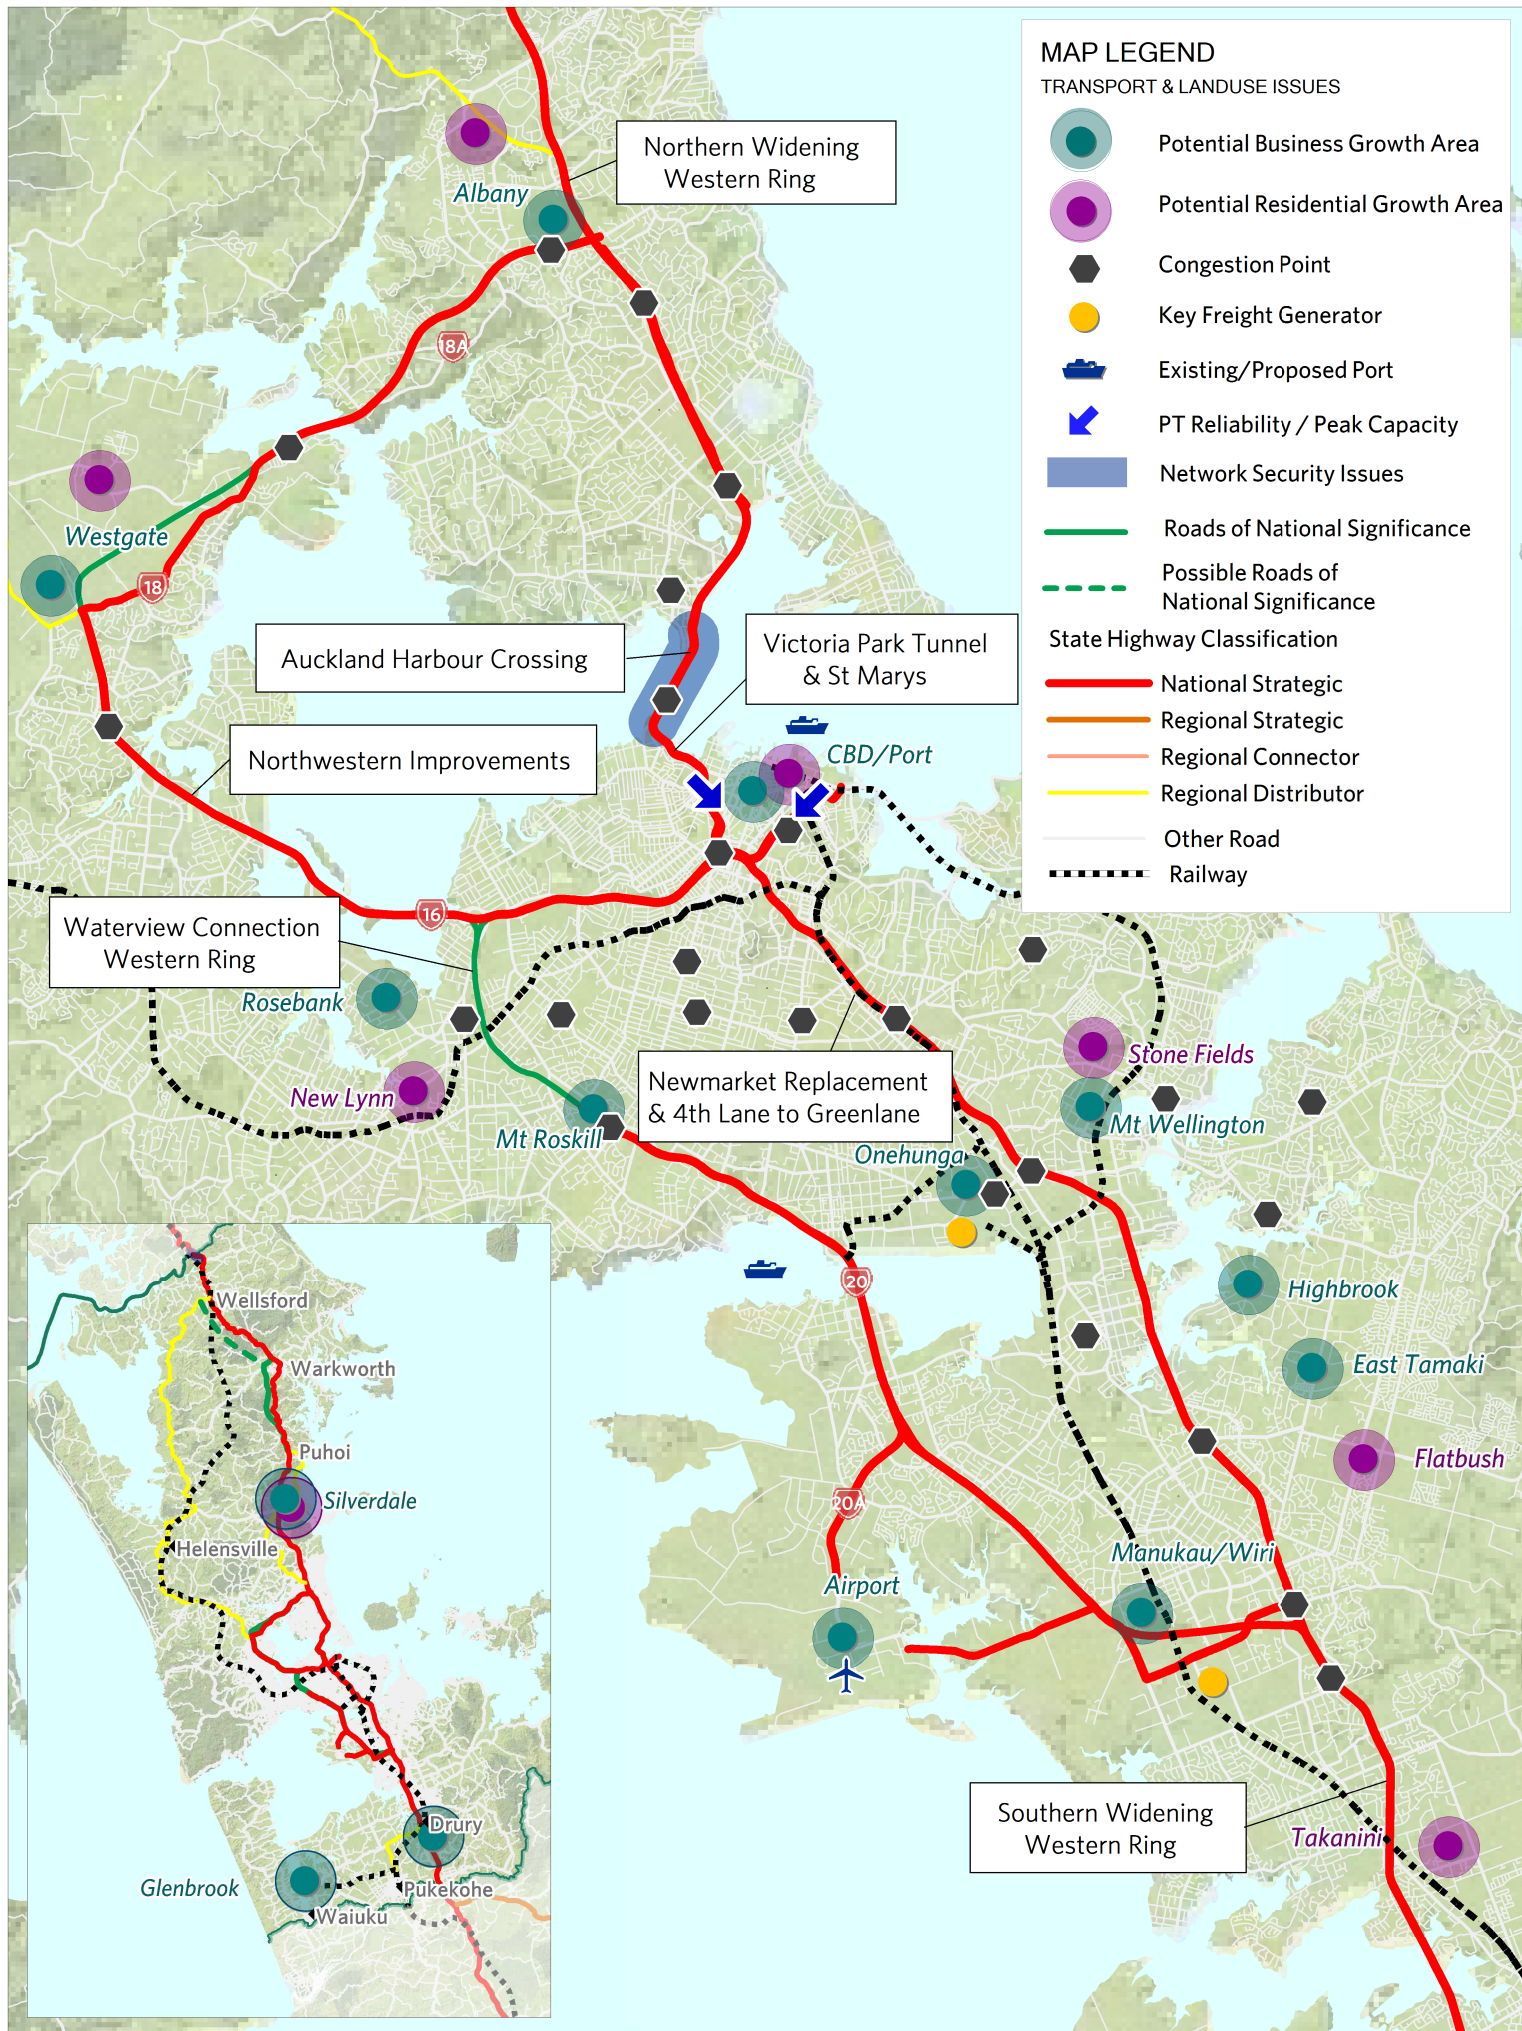 MAP LEGEND
TRANSPORT & LANDUSE ISSUES
Potential Business Growth Area
Potential Residential Growth Area
Congestion Point
Key Freight Generator
Existing/Proposed Port
PT Reliability / Peak Capacity
Network Security Issues
Roads of National Significance
Possible Roads of
National Significance
State Highway Classification
National Strategic
Regional Strategic
Regional Connector
Regional Distributor
Other Road
Railway
Northern Widening
Western Ring
Albany
18A
Westgate
18
Auckland Harbour Crossing
Victoria Park Tunnel
& St Marys
Northwestern Improvements
CBD/Port
16
Waterview Connection
Western Ring
Rosebank
New Lynn
Mt Roskill
Newmarket Replacement
& 4th Lane to Greenlane
Stone Fields
Mt Wellington
Onehunga
20
Highbrook
East Tamaki
Flatbush
20A
Manukau/Wiri
Airport
Southern Widening
Western Ring
Takanini
Wellsford
Warkworth
Puhoi
Silverdale
Helensville
Drury
Glenbrook
Pukekohe
Waiuku